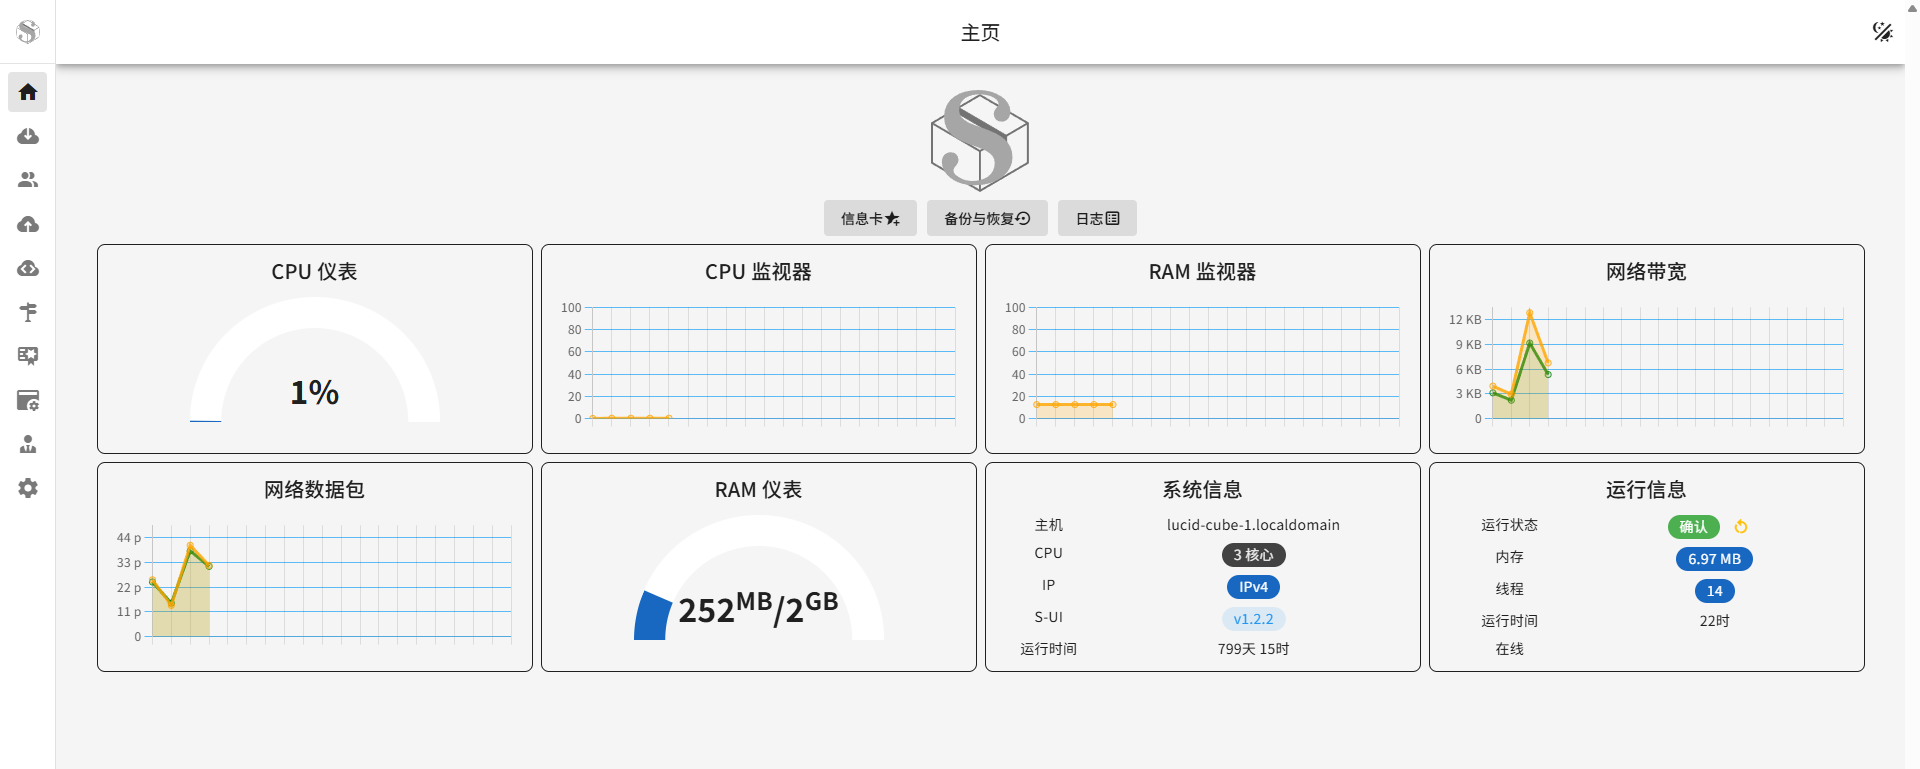 主页
信息卡
备份与恢复
日志
CPU 仪表
1%
CPU 监视器
100
80
60
40
20
0
RAM 监视器
100
80
60
40
20
0
网络带宽
12 KB
9 KB
6 KB
3 KB
0
网络数据包
44 p
33 p
22 p
11 p
0
RAM 仪表
252MB/2GB
系统信息
主机 lucid-cube-1.localdomain
CPU 3 核心
IP IPv4
S-UI v1.2.2
运行时间 799天 15时
运行信息
运行状态 确认
内存 6.97 MB
线程 14
运行时间 22时
在线